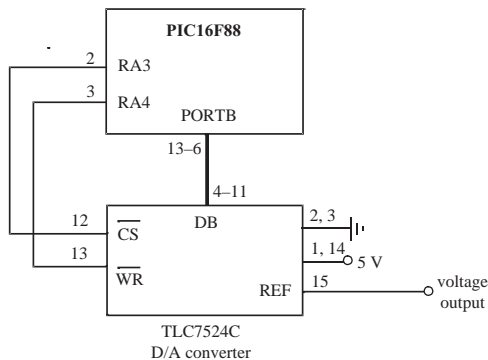 PIC16F88
2
RA3
3
RA4
PORTB
13–6
4–11
12
CS
DB
2, 3
13
WR
1, 14
5 V
REF
15
voltage
output
TLC7524C
D/A converter